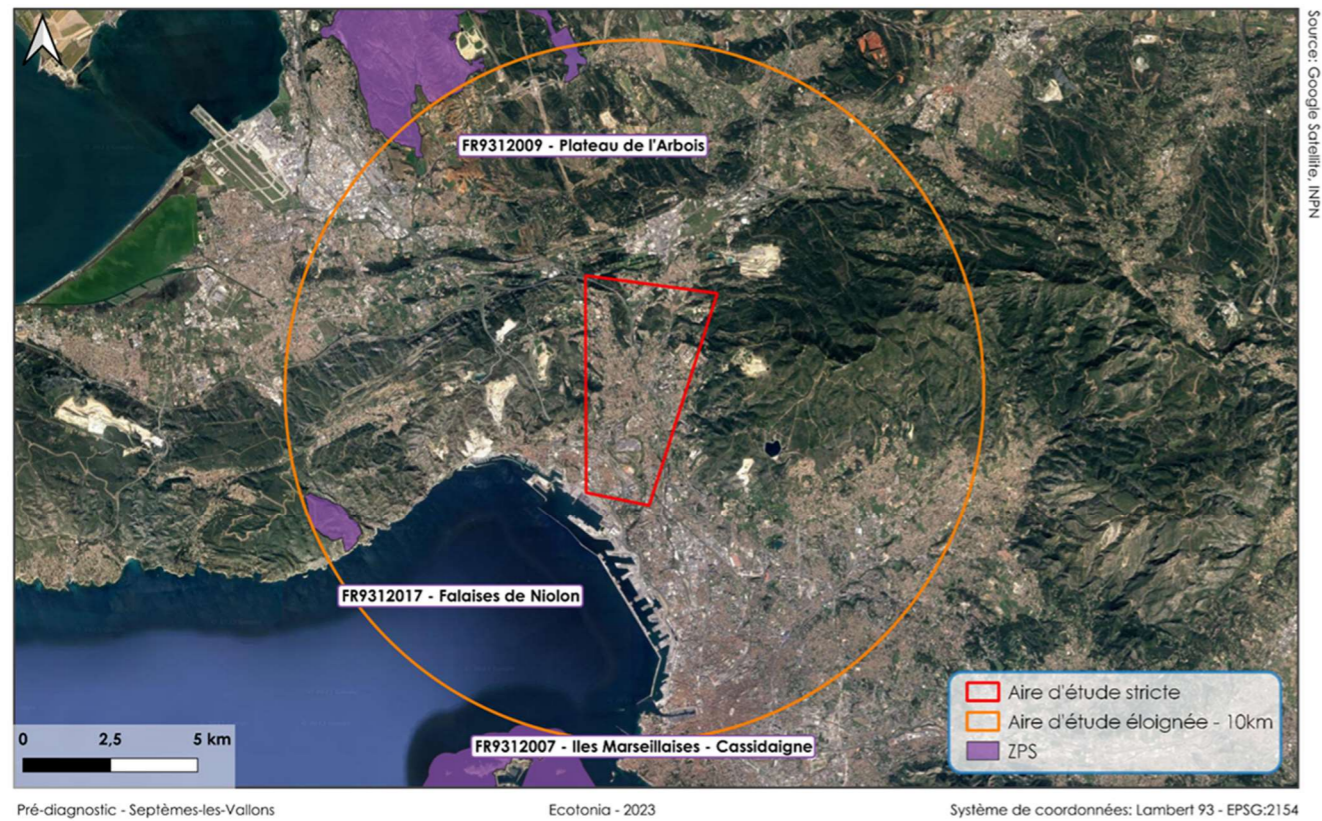 Source: Google Satellite, INPN
FR9312009 - Plateau de l'Arbois
FR9312017 - Falaises de Niolon
FR9312007 - Iles Marseillaises - Cassidaigne
Aire d'étude stricte
Aire d'étude éloignée - 10km
ZPS
0 2,5 5 km
Pré-diagnostic - Septèmes-les-Vallons
Ecotonia - 2023
Système de coordonnées: Lambert 93 - EPSG:2154